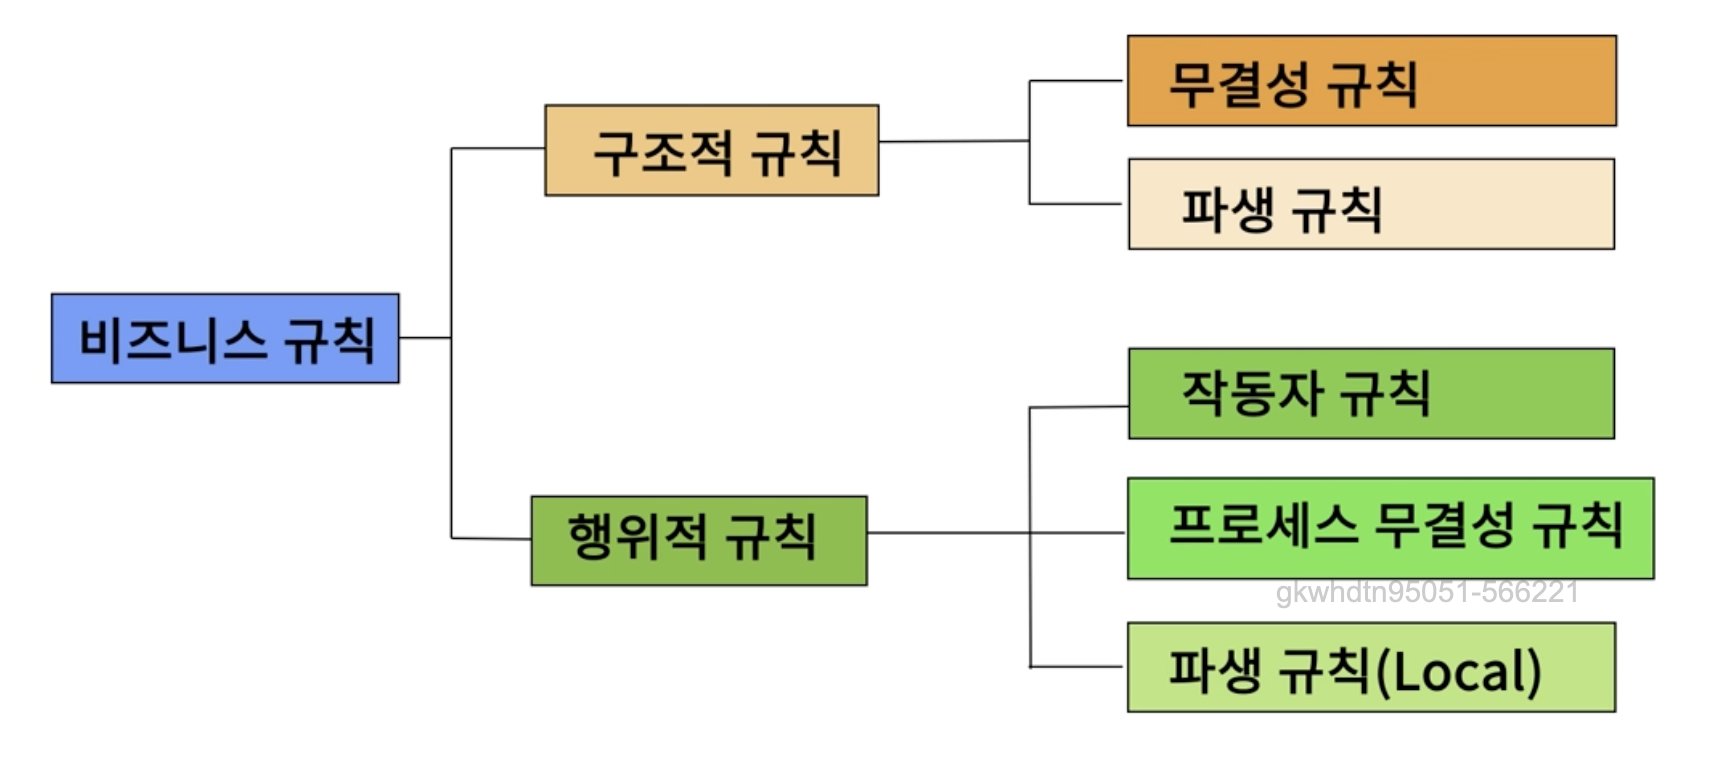 비즈니스 규칙
구조적 규칙
무결성 규칙
파생 규칙
행위적 규칙
작동자 규칙
프로세스 무결성 규칙
gkwhdtn95051-566221
파생 규칙(Local)